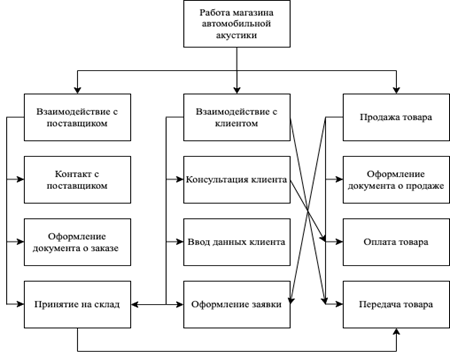 Работа магазина
автомобильной
акустики
Взаимодействие с
поставщиком
Взаимодействие с
клиентом
Продажа товара
Контакт с
поставщиком
Консультация клиента
Оформление
документа о продаже
Оформление
документа о заказе
Ввод данных клиента
Оплата товара
Принятие на склад
Оформление заявки
Передача товара